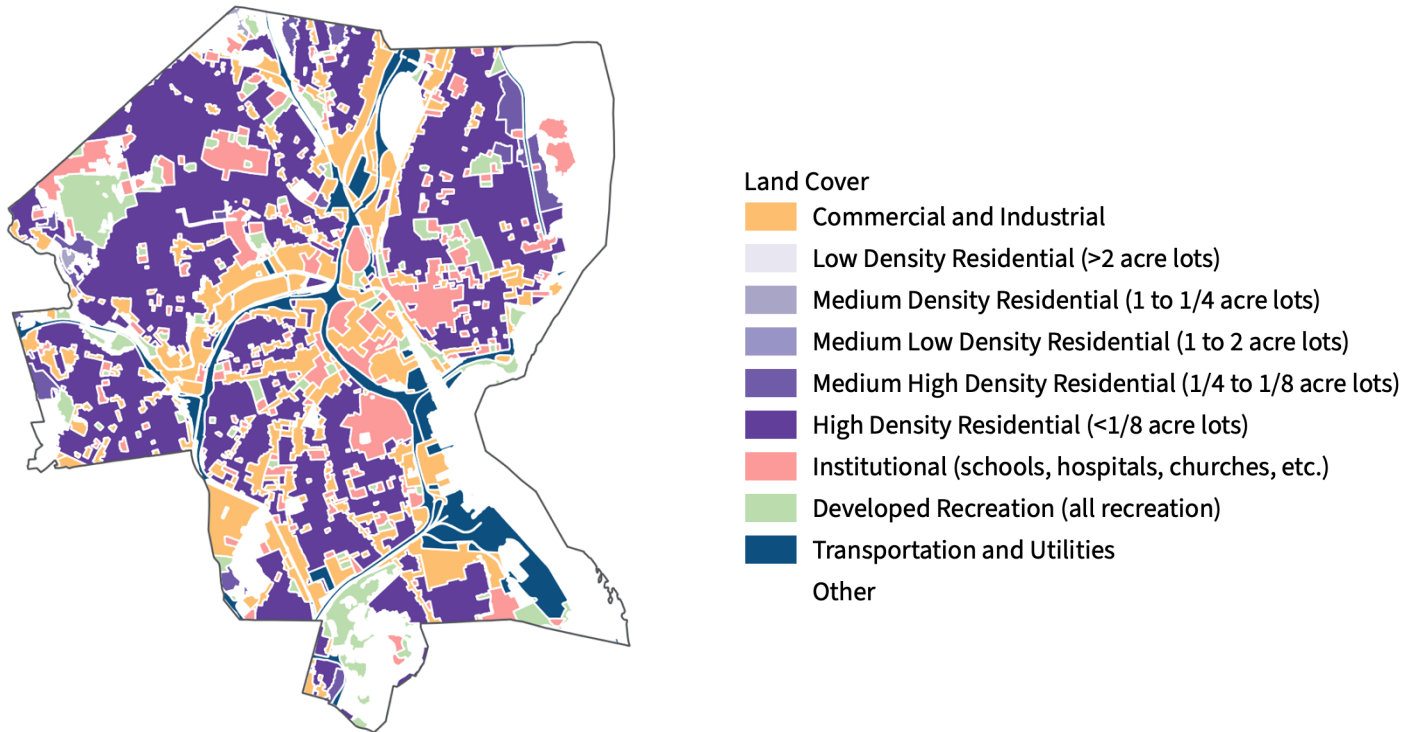 Land Cover
Commercial and Industrial
Low Density Residential (>2 acre lots)
Medium Density Residential (1 to 1/4 acre lots)
Medium Low Density Residential (1 to 2 acre lots)
Medium High Density Residential (1/4 to 1/8 acre lots)
High Density Residential (<1/8 acre lots)
Institutional (schools, hospitals, churches, etc.)
Developed Recreation (all recreation)
Transportation and Utilities
Other